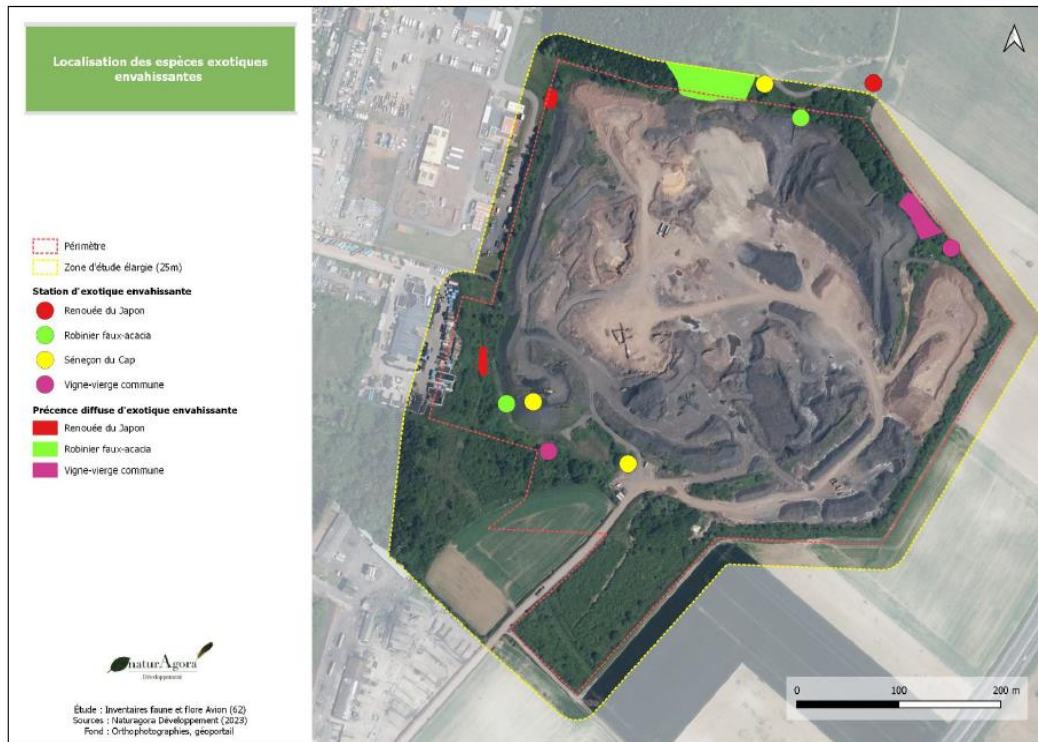 Localisation des espèces exotiques
envahissantes
Périmètre
Zone d'étude élargie (25m)
Station d'exotique envahissante
Renouée du Japon
Robinier faux-acacia
Séneçon du Cap
Vigne-vierge commune
Précence diffuse d'exotique envahissante
Renouée du Japon
Robinier faux-acacia
Vigne-vierge commune
naturAgora
Développement
Étude : Inventaires faune et flore Avion (62)
Sources : Naturagora Développement (2023)
Fond : Orthophotographies, géoportail
0 100 200 m